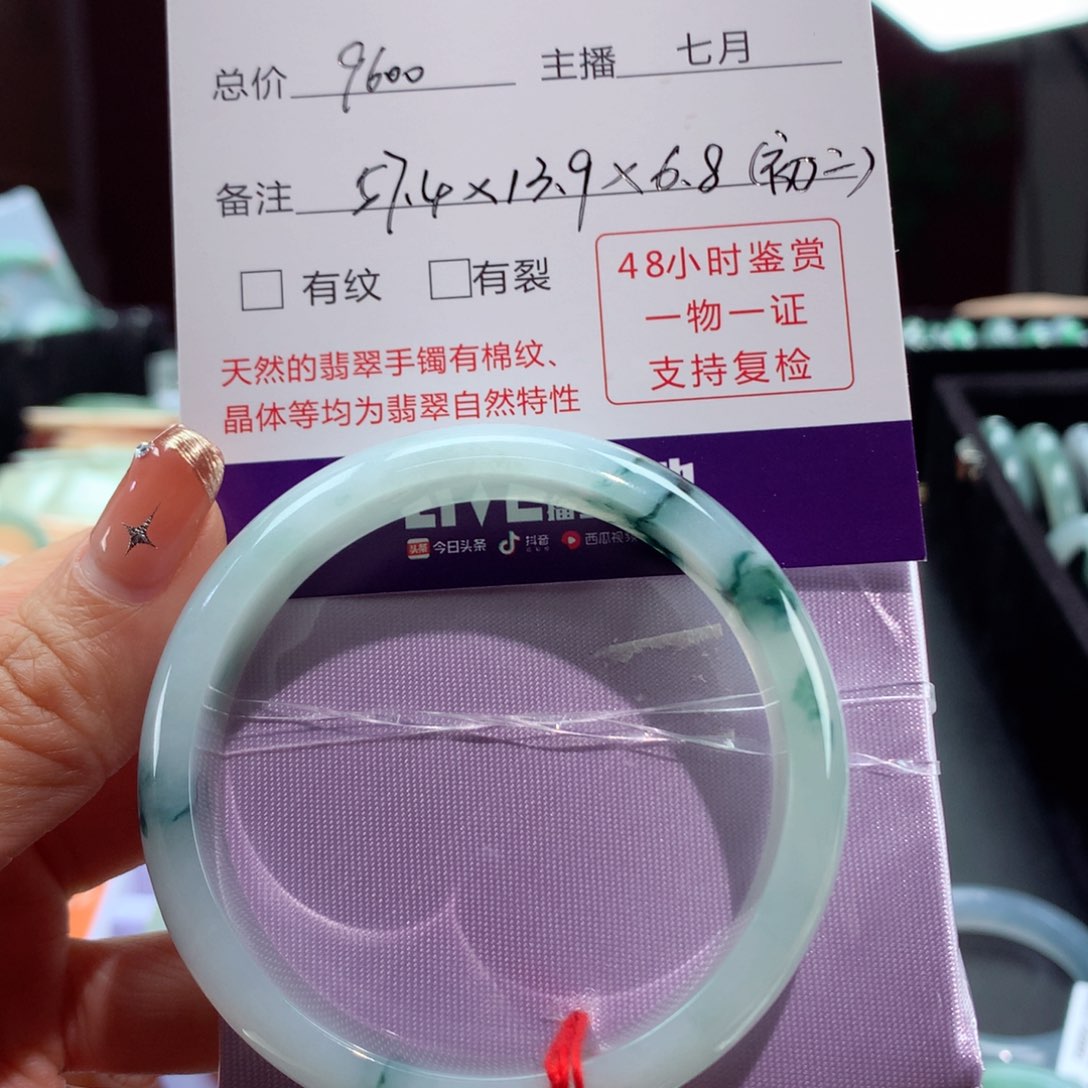 总价 9600 主播 七月
备注 57.4×13.9×6.8 (初二)
有纹 有裂
48小时鉴赏
一物一证
支持复检
天然的翡翠手镯有棉纹、
晶体等均为翡翠自然特性
LIVE
头条 今日头条 抖音 西瓜视频